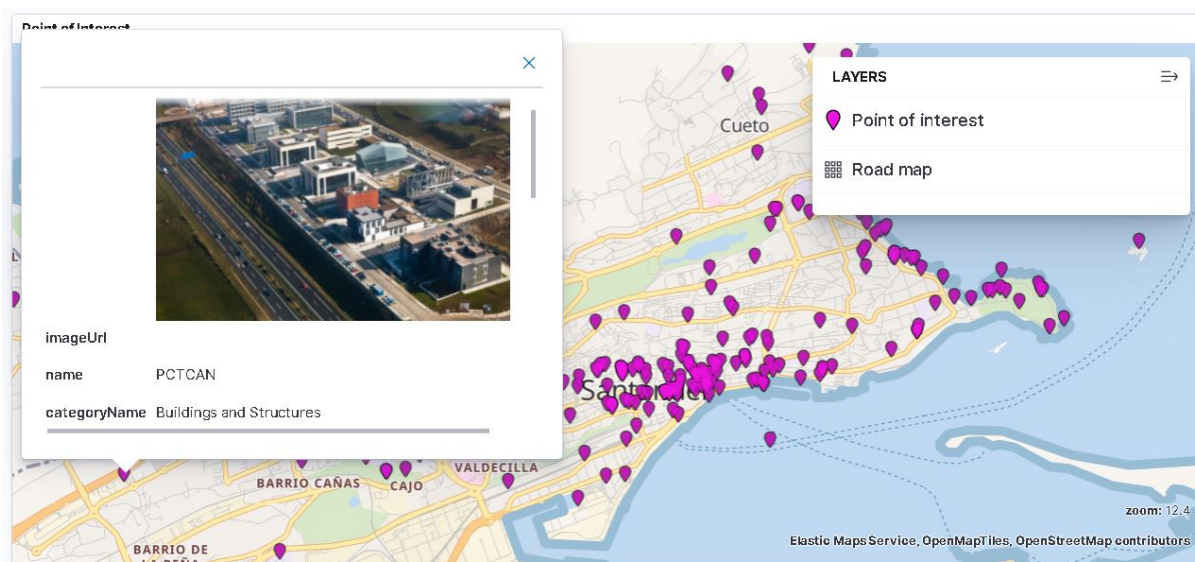 Point of Interest
LAYERS
Point of interest
Road map
imageUrl
name PCTCAN
categoryName Buildings and Structures
Cueto
Santander
VALDECILLA
BARRIO CAÑAS
CAJO
BARRIO DE
LA PEÑA
zoom: 12.4
Elastic Maps Service, OpenMapTiles, OpenStreetMap contributors